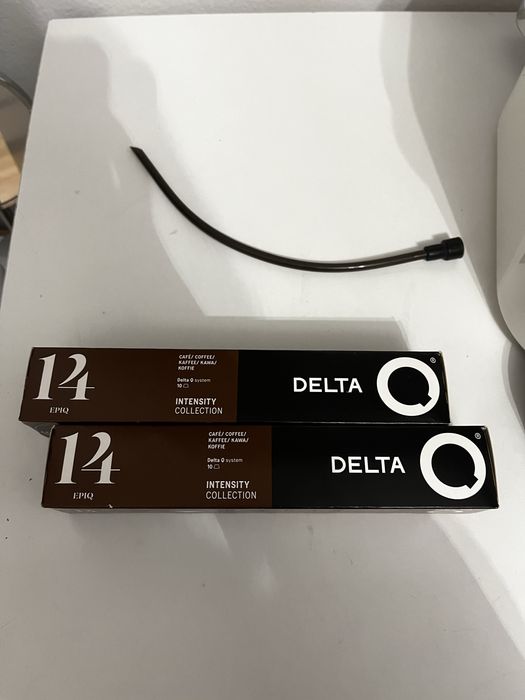 14
EPIQ
CAFÉ/ COFFEE/
KAFFEE/ KAWA/
KOFFIE
Delta Q system
10
INTENSITY
COLLECTION
DELTA Q®
14
EPIQ
CAFÉ/ COFFEE/
KAFFEE/ KAWA/
KOFFIE
Delta Q system
10
INTENSITY
COLLECTION
DELTA Q®